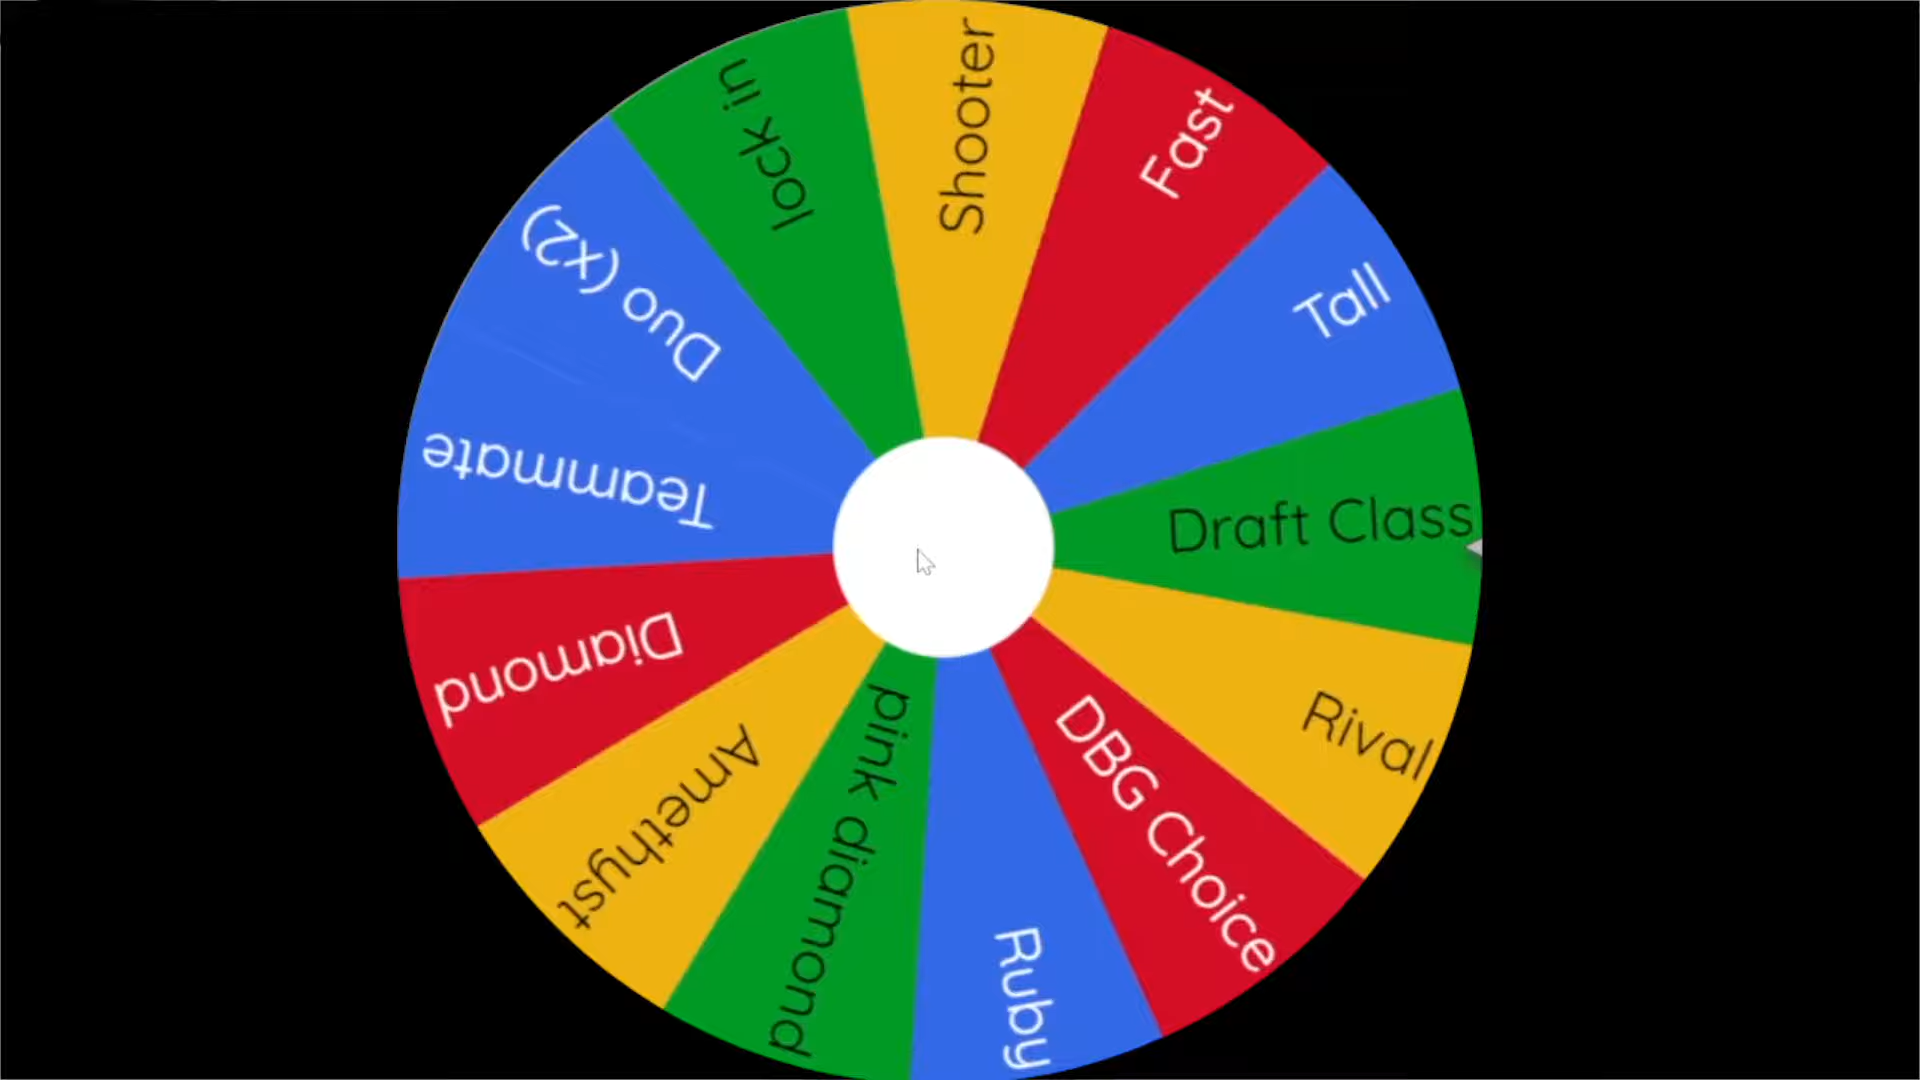 Shooter
Fast
Tall
Draft Class
Rival
DBG Choice
Ruby
pink diamond
Amethyst
Diamond
Teammate
Duo (x2)
lock in